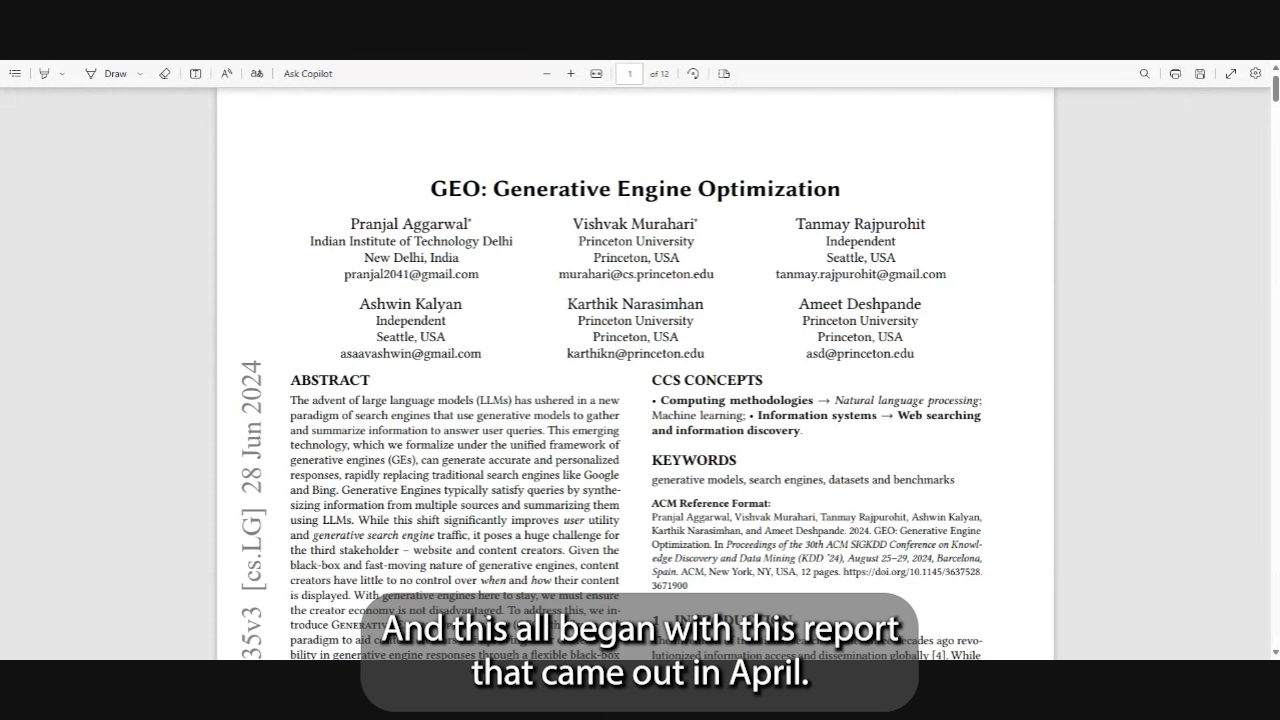 Draw
Ask Copilot
1 of 12
GEO: Generative Engine Optimization
Pranjal Aggarwal*
Indian Institute of Technology Delhi
New Delhi, India
pranjal2041@gmail.com
Vishvak Murahari*
Princeton University
Princeton, USA
murahari@cs.princeton.edu
Tanmay Rajpurohit
Independent
Seattle, USA
tanmay.rajpurohit@gmail.com
Ashwin Kalyan
Independent
Seattle, USA
asaavashwin@gmail.com
Karthik Narasimhan
Princeton University
Princeton, USA
karthikn@princeton.edu
Ameet Deshpande
Princeton University
Princeton, USA
asd@princeton.edu
35v3 [cs.LG] 28 Jun 2024
ABSTRACT
The advent of large language models (LLMs) has ushered in a new
paradigm of search engines that use generative models to gather
and summarize information to answer user queries. This emerging
technology, which we formalize under the unified framework of
generative engines (GEs), can generate accurate and personalized
responses, rapidly replacing traditional search engines like Google
and Bing. Generative Engines typically satisfy queries by synthe-
sizing information from multiple sources and summarizing them
using LLMs. While this shift significantly improves user utility
and generative search engine traffic, it poses a huge challenge for
the third stakeholder – website and content creators. Given the
black-box and fast-moving nature of generative engines, content
creators have little to no control over when and how their content
is displayed. With generative engines here to stay, we must ensure
the creator economy is not disadvantaged. To address this, we in-
troduce GENERATIVE
paradigm to aid
bility in generative engine responses through a flexible black-box
CCS CONCEPTS
• Computing methodologies → Natural language processing;
Machine learning; • Information systems → Web searching
and information discovery.
KEYWORDS
generative models, search engines, datasets and benchmarks
ACM Reference Format:
Pranjal Aggarwal, Vishvak Murahari, Tanmay Rajpurohit, Ashwin Kalyan,
Karthik Narasimhan, and Ameet Deshpande. 2024. GEO: Generative Engine
Optimization. In Proceedings of the 30th ACM SIGKDD Conference on Knowl-
edge Discovery and Data Mining (KDD '24), August 25–29, 2024, Barcelona,
Spain. ACM, New York, NY, USA, 12 pages. https://doi.org/10.1145/3637528.
3671900
1 INTRODUCTION
decades ago revo-
lutionized information access and dissemination globally [4]. While
And this all began with this report
that came out in April.